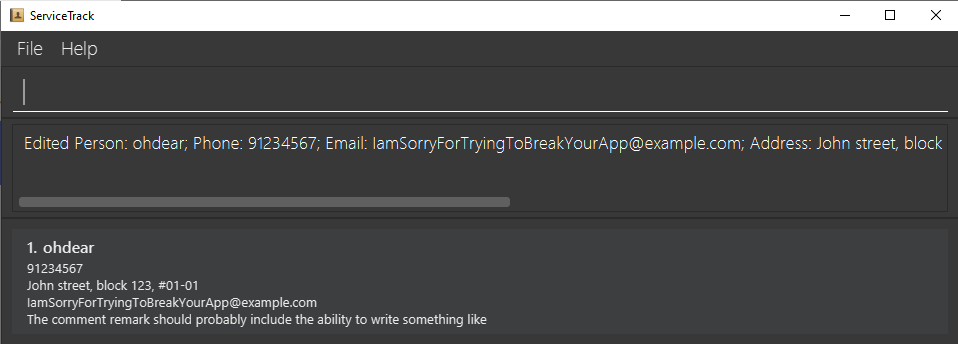 ServiceTrack
File Help
Edited Person: ohdear; Phone: 91234567; Email: IamSorryForTryingToBreakYourApp@example.com; Address: John street, block
1. ohdear
91234567
John street, block 123, #01-01
IamSorryForTryingToBreakYourApp@example.com
The comment remark should probably include the ability to write something like